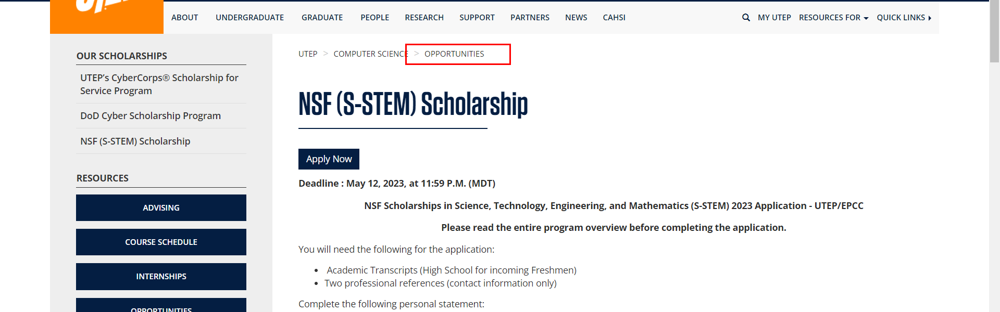 ABOUT UNDERGRADUATE GRADUATE PEOPLE RESEARCH SUPPORT PARTNERS NEWS CAHSI MY UTEP RESOURCES FOR QUICK LINKS
OUR SCHOLARSHIPS
UTEP’s CyberCorps® Scholarship for
Service Program
DoD Cyber Scholarship Program
NSF (S-STEM) Scholarship
RESOURCES
ADVISING
COURSE SCHEDULE
INTERNSHIPS
OPPORTUNITIES
UTEP > COMPUTER SCIENCE > OPPORTUNITIES
NSF (S-STEM) Scholarship
Apply Now
Deadline : May 12, 2023, at 11:59 P.M. (MDT)
NSF Scholarships in Science, Technology, Engineering, and Mathematics (S-STEM) 2023 Application - UTEP/EPCC
Please read the entire program overview before completing the application.
You will need the following for the application:
• Academic Transcripts (High School for incoming Freshmen)
• Two professional references (contact information only)
Complete the following personal statement: